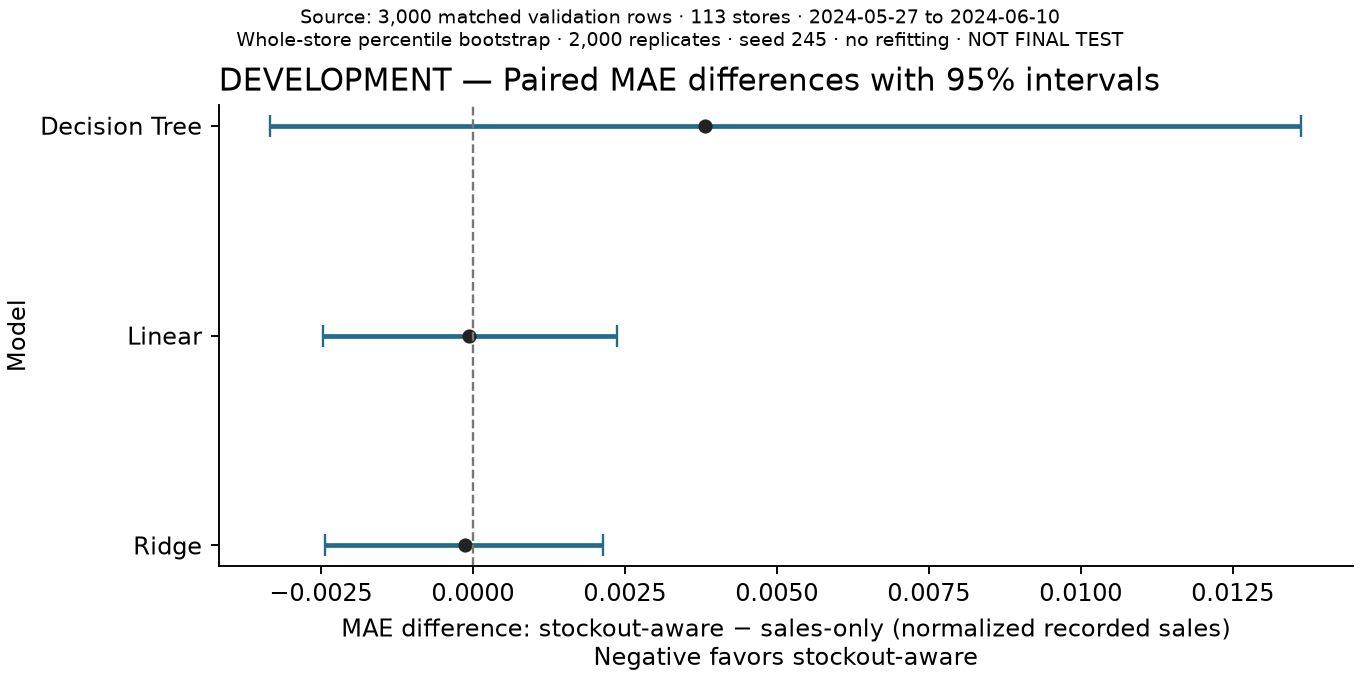 Source: 3,000 matched validation rows · 113 stores · 2024-05-27 to 2024-06-10
Whole-store percentile bootstrap · 2,000 replicates · seed 245 · no refitting · NOT FINAL TEST
DEVELOPMENT — Paired MAE differences with 95% intervals
Decision Tree
Linear
Ridge
Model
−0.0025 0.0000 0.0025 0.0050 0.0075 0.0100 0.0125
MAE difference: stockout-aware − sales-only (normalized recorded sales)
Negative favors stockout-aware